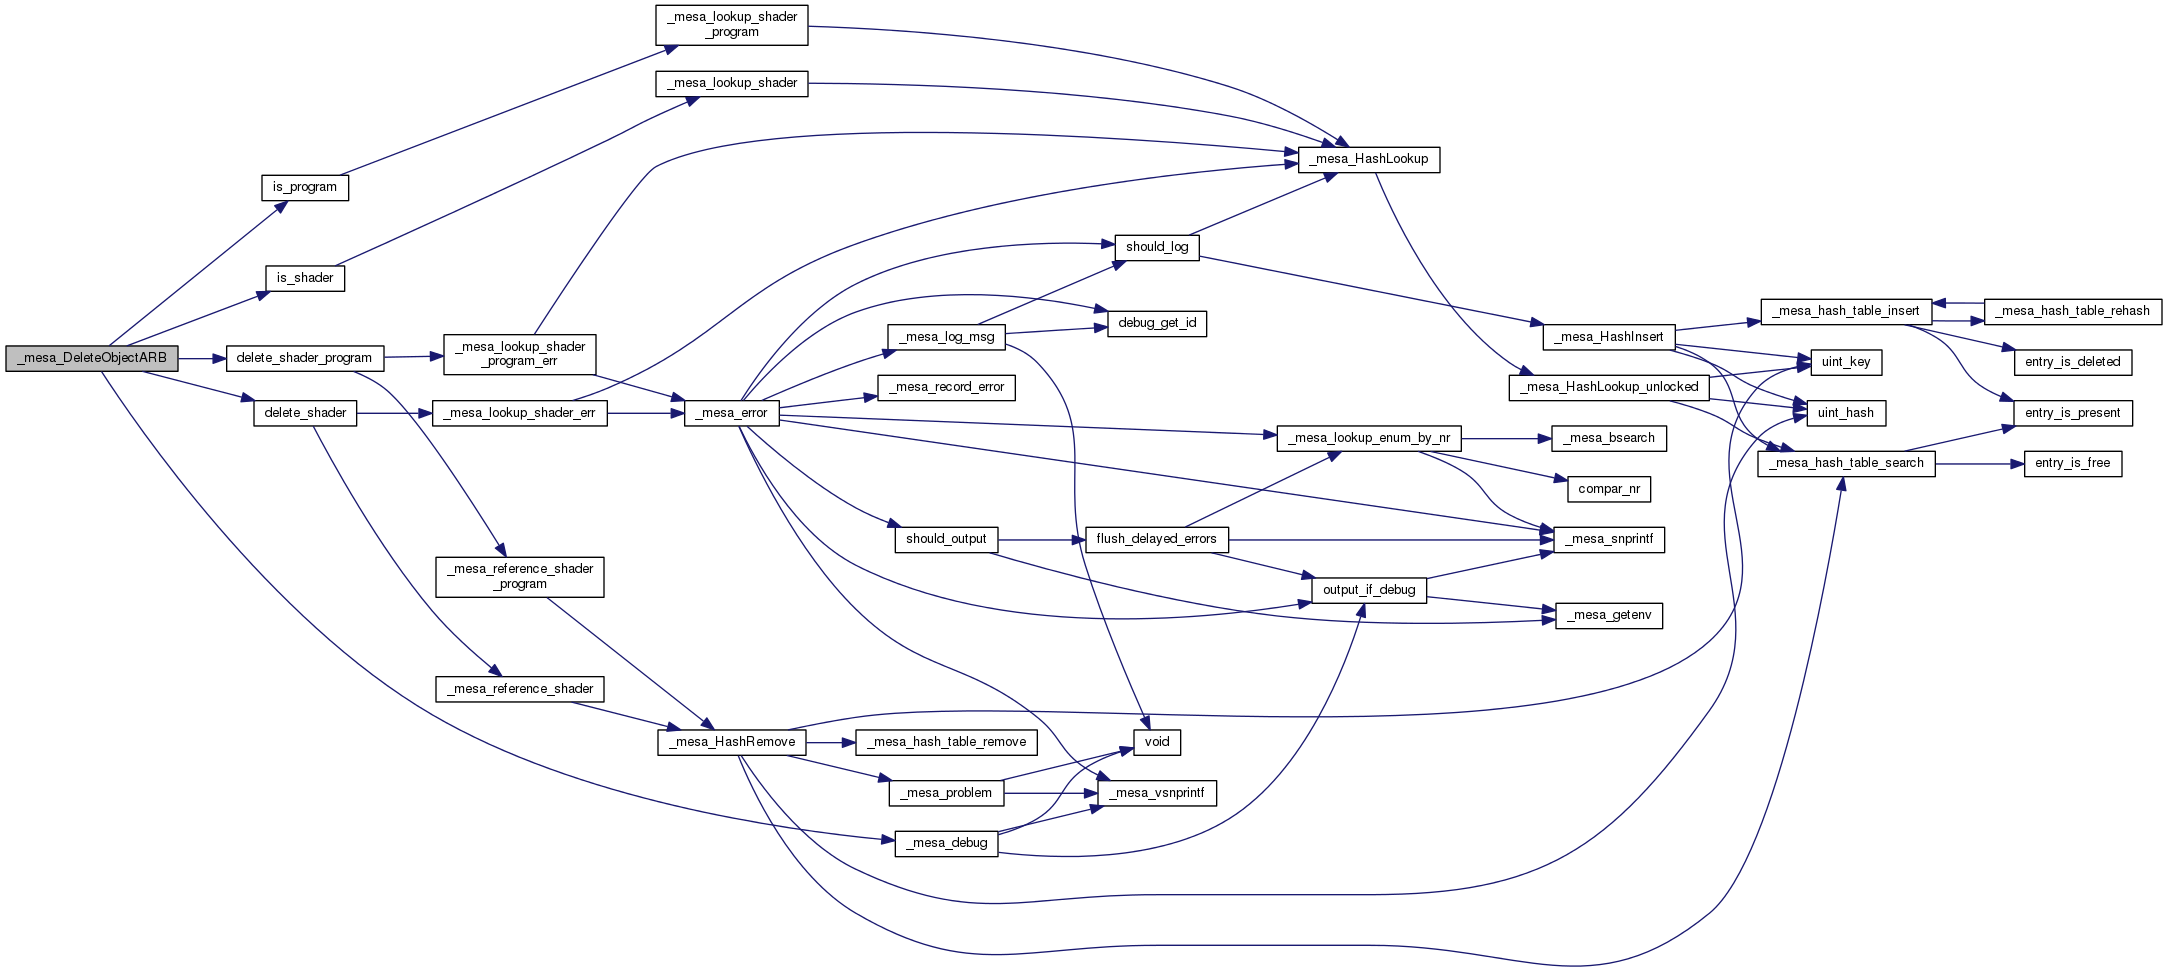 _mesa_DeleteObjectARB
is_program
is_shader
delete_shader_program
delete_shader
_mesa_lookup_shader
_program_err
_mesa_lookup_shader_err
_mesa_reference_shader
_program
_mesa_reference_shader
_mesa_lookup_shader
_program
_mesa_lookup_shader
_mesa_error
_mesa_HashRemove
_mesa_log_msg
_mesa_record_error
should_output
_mesa_hash_table_remove
_mesa_problem
_mesa_debug
should_log
debug_get_id
flush_delayed_errors
void
_mesa_vsnprintf
_mesa_HashLookup
_mesa_lookup_enum_by_nr
output_if_debug
_mesa_HashInsert
_mesa_HashLookup_unlocked
_mesa_bsearch
compar_nr
_mesa_snprintf
_mesa_getenv
_mesa_hash_table_insert
uint_key
uint_hash
_mesa_hash_table_search
_mesa_hash_table_rehash
entry_is_deleted
entry_is_present
entry_is_free